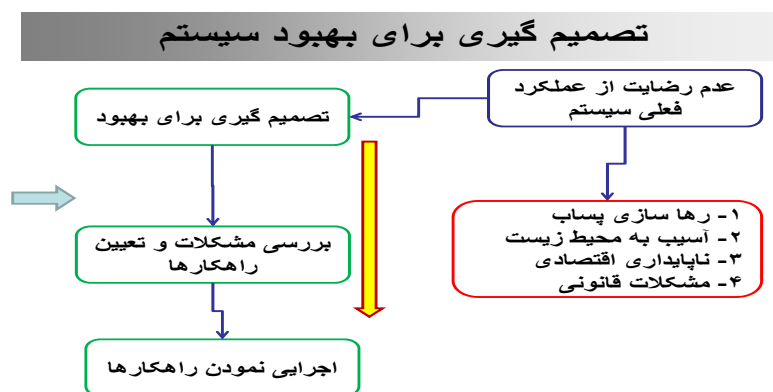 تصمیم گیری برای بهبود سیستم
عدم رضایت از عملکرد
فعلی سیستم
تصمیم گیری برای بهبود
۱- رها سازی پساب
۲- آسیب به محیط زیست
۳- ناپایداری اقتصادی
۴- مشکلات قانونی
بررسی مشکلات و تعیین
راهکارها
اجرایی نمودن راهکارها